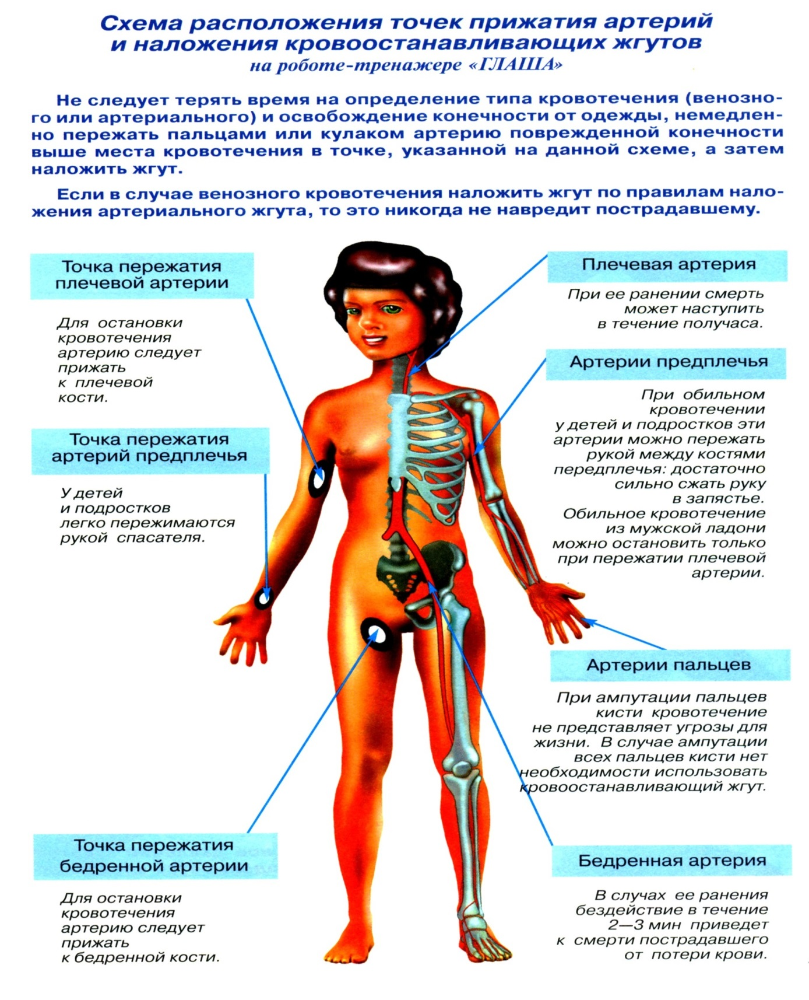 Схема расположения точек прижатия артерий
и наложения кровоостанавливающих жгутов
на роботе-тренажере «ГЛАША»
Не следует терять время на определение типа кровотечения (венозно-
го или артериального) и освобождение конечности от одежды, немедлен-
но пережать пальцами или кулаком артерию поврежденной конечности
выше места кровотечения в точке, указанной на данной схеме, а затем
наложить жгут.
Если в случае венозного кровотечения наложить жгут по правилам нало-
жения артериального жгута, то это никогда не навредит пострадавшему.
Точка пережатия
плечевой артерии
Для остановки
кровотечения
артерию следует
прижать
к плечевой
кости.
Точка пережатия
артерий предплечья
У детей
и подростков
легко пережимаются
рукой спасателя.
Точка пережатия
бедренной артерии
Для остановки
кровотечения
артерию следует
прижать
к бедренной кости.
Плечевая артерия
При ее ранении смерть
может наступить
в течение получаса.
Артерии предплечья
При обильном
кровотечении
у детей и подростков эти
артерии можно пережать
рукой между костями
передплечья: достаточно
сильно сжать руку
в запястье.
Обильное кровотечение
из мужской ладони
можно остановить только
при пережатии плечевой
артерии.
Артерии пальцев
При ампутации пальцев
кисти кровотечение
не представляет угрозы для
жизни. В случае ампутации
всех пальцев кисти нет
необходимости использовать
кровоостанавливающий жгут.
Бедренная артерия
В случах ее ранения
бездействие в течение
2—3 мин приведет
к смерти пострадавшего
от потери крови.